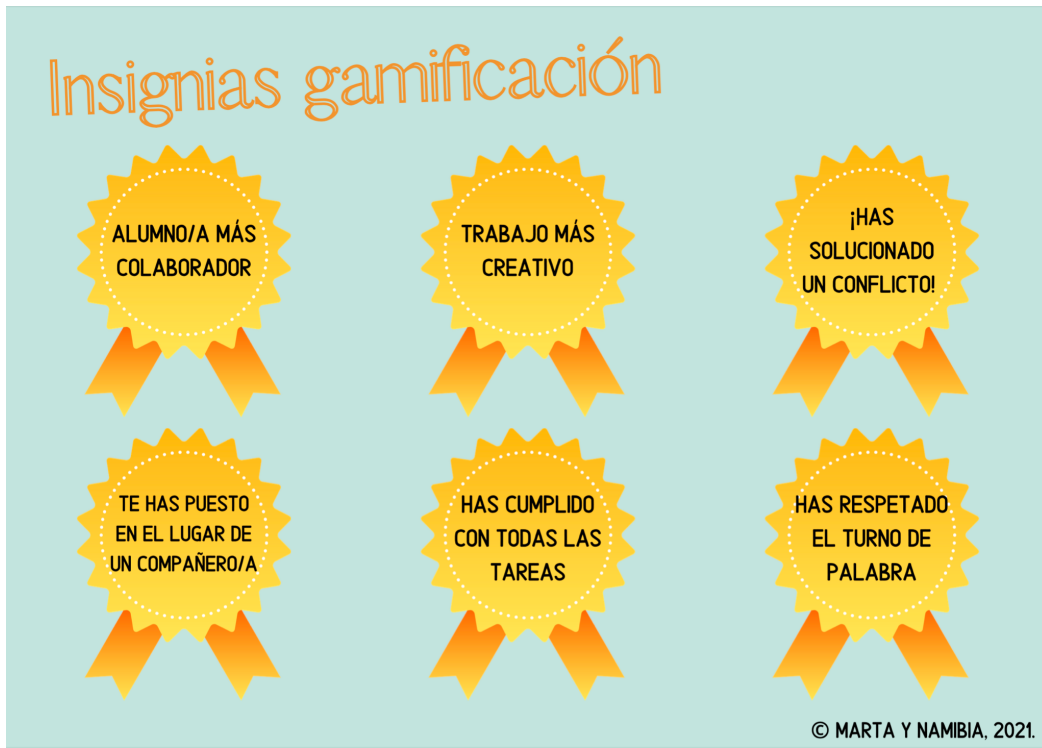 Insignias gamificación
ALUMNO/A MÁS
COLABORADOR
TRABAJO MÁS
CREATIVO
¡HAS
SOLUCIONADO
UN CONFLICTO!
TE HAS PUESTO
EN EL LUGAR DE
UN COMPAÑERO/A
HAS CUMPLIDO
CON TODAS LAS
TAREAS
HAS RESPETADO
EL TURNO DE
PALABRA
© MARTA Y NAMIBIA, 2021.